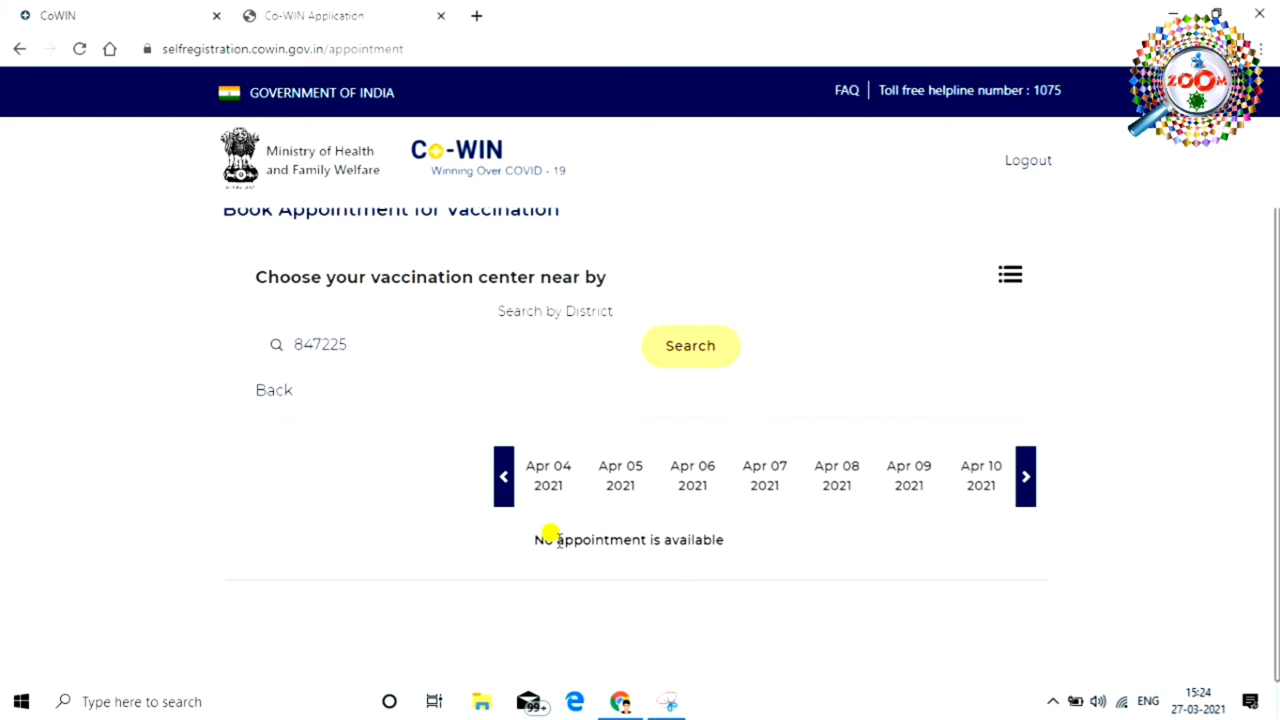 CoWIN
Co-WIN Application
selfregistration.cowin.gov.in/appointment
ZOOM
GOVERNMENT OF INDIA
FAQ
Toll free helpline number : 1075
Ministry of Health
and Family Welfare
Co-WIN
Winning Over COVID - 19
Logout
Book Appointment for Vaccination
Choose your vaccination center near by
Search by District
847225
Search
Back
Apr 04 Apr 05 Apr 06 Apr 07 Apr 08 Apr 09 Apr 10
2021 2021 2021 2021 2021 2021 2021
No appointment is available
Type here to search
99+
ENG
15:24
27-03-2021